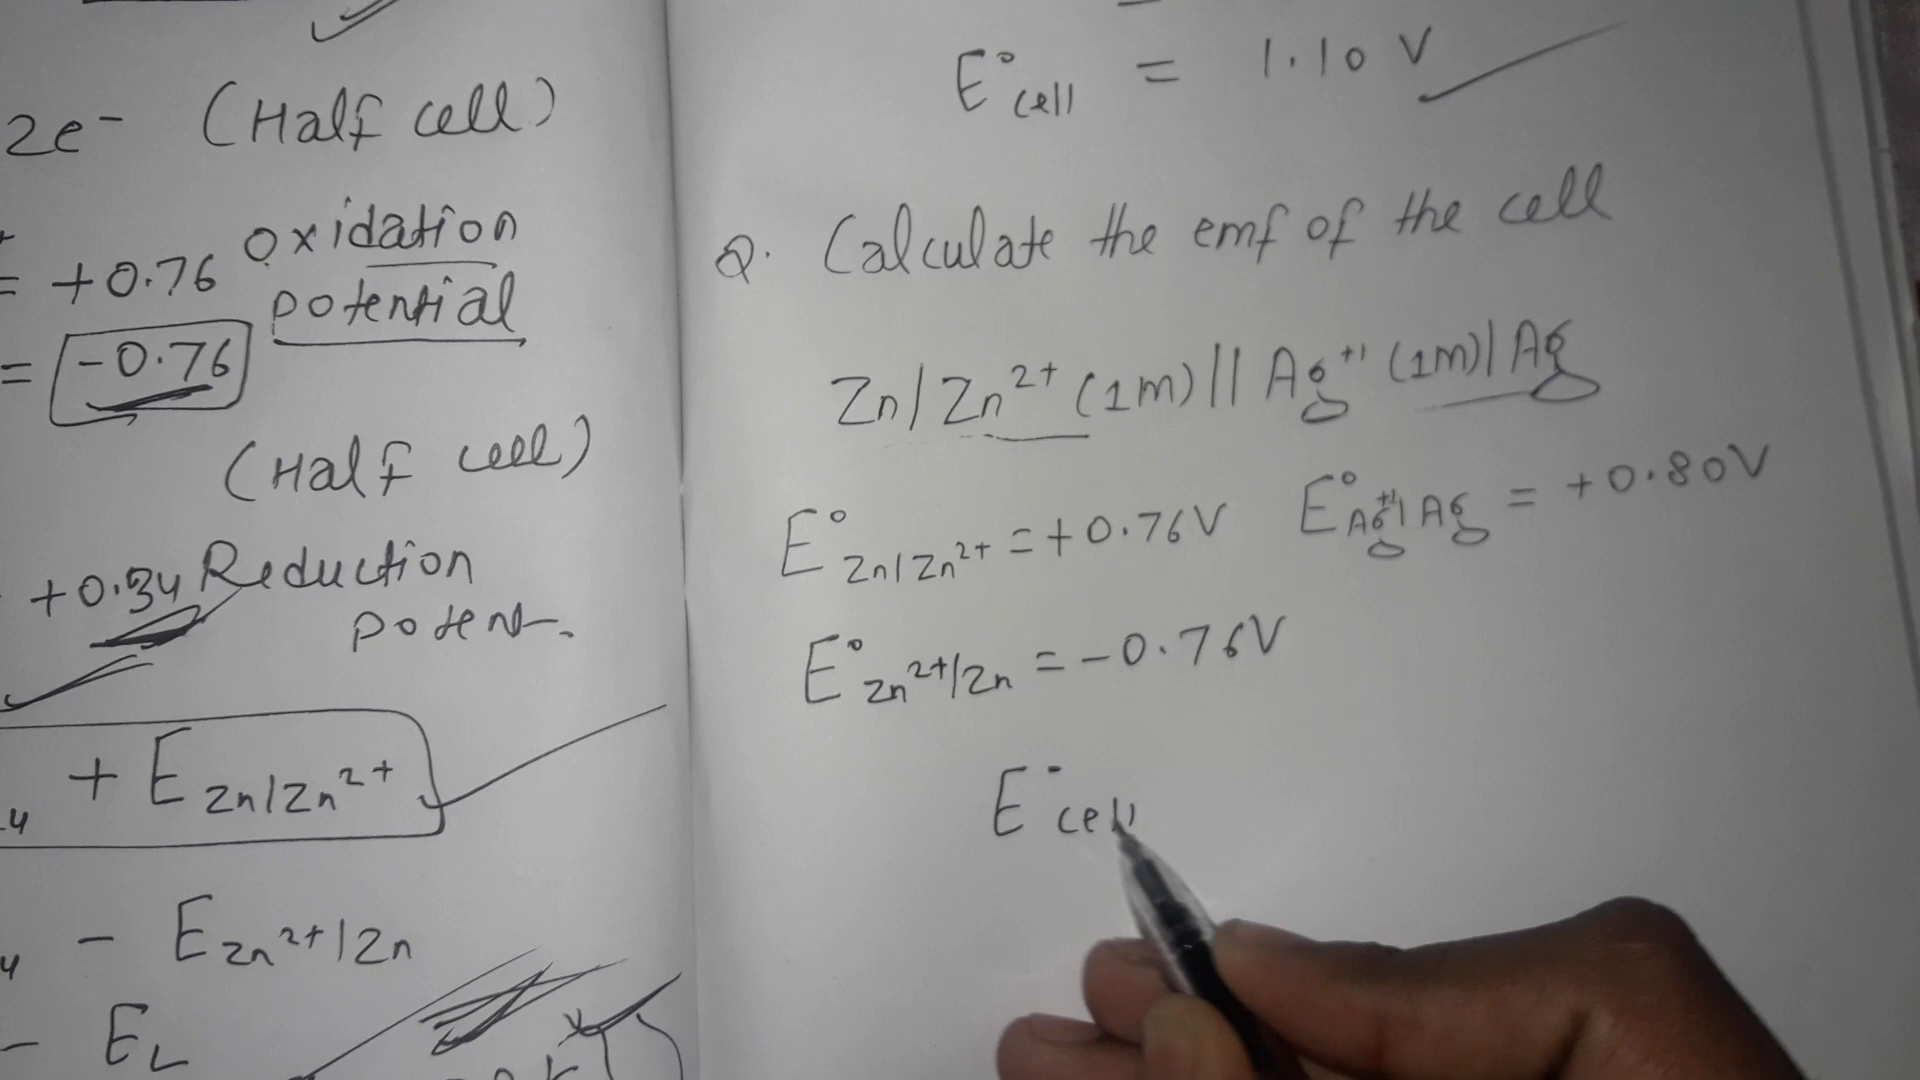 2e⁻ (Half cell)
= +0.76 oxidation
potential
= -0.76
(Half cell)
+0.34 Reduction
potent.
+ E Zn|Zn²⁺
- E Zn²⁺|Zn
- E L
E° cell = 1.10 V
Q. Calculate the emf of the cell
Zn/Zn²⁺ (1M) || Ag⁺¹ (1M) | Ag
E° Zn|Zn²⁺ = +0.76V E° Ag⁺¹|Ag = +0.80V
E° Zn²⁺/Zn = -0.76V
E° cell